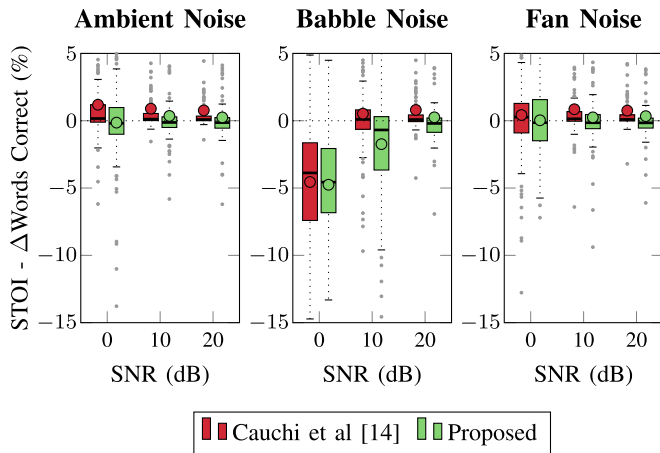 Ambient Noise
Babble Noise
Fan Noise
STOI - ΔWords Correct (%)
5
0
−5
−10
−15
0 10 20
SNR (dB)
5
0
−5
−10
−15
0 10 20
SNR (dB)
5
0
−5
−10
−15
0 10 20
SNR (dB)
Cauchi et al [14]
Proposed